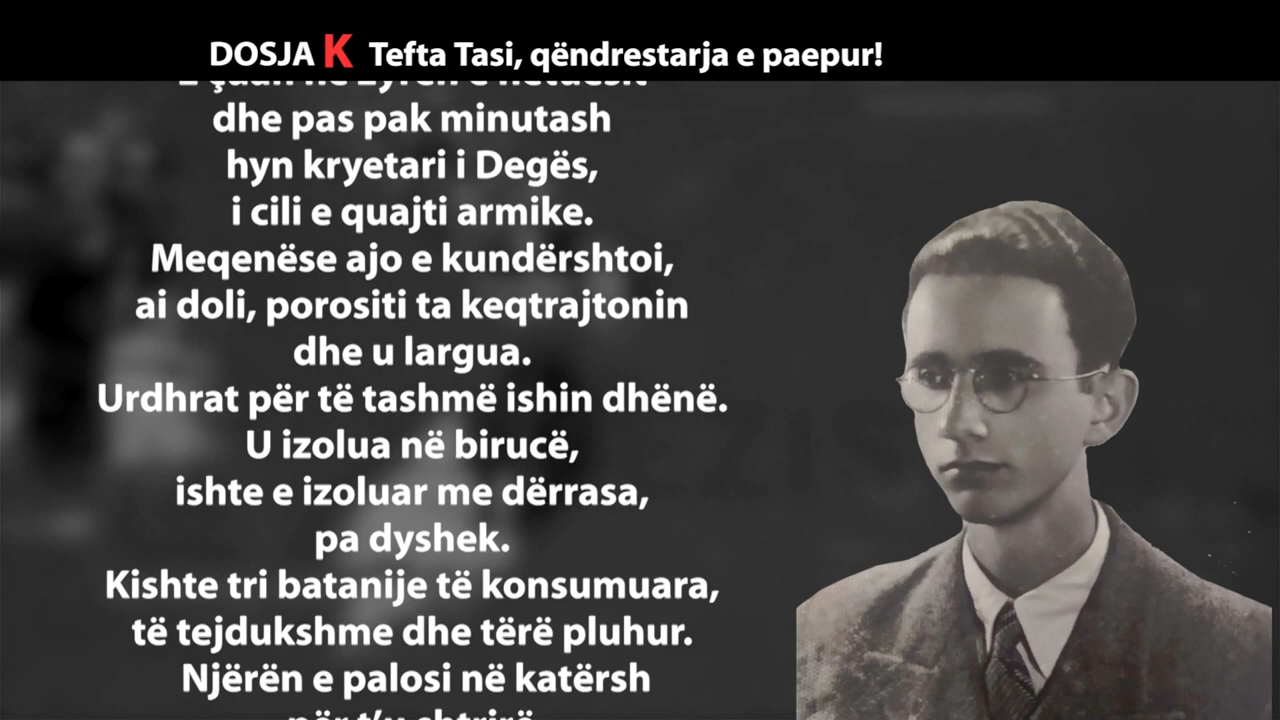 DOSJA K Tefta Tasi, qëndrestarja e paepur!
dhe pas pak minutash
hyn kryetari i Degës,
i cili e quajti armike.
Meqenëse ajo e kundërshtoi,
ai doli, porositi ta keqtrajtonin
dhe u largua.
Urdhrat për të tashmë ishin dhënë.
U izolua në birucë,
ishte e izoluar me dërrasa,
pa dyshek.
Kishte tri batanije të konsumuara,
të tejdukshme dhe tërë pluhur.
Njërën e palosi në katërsh